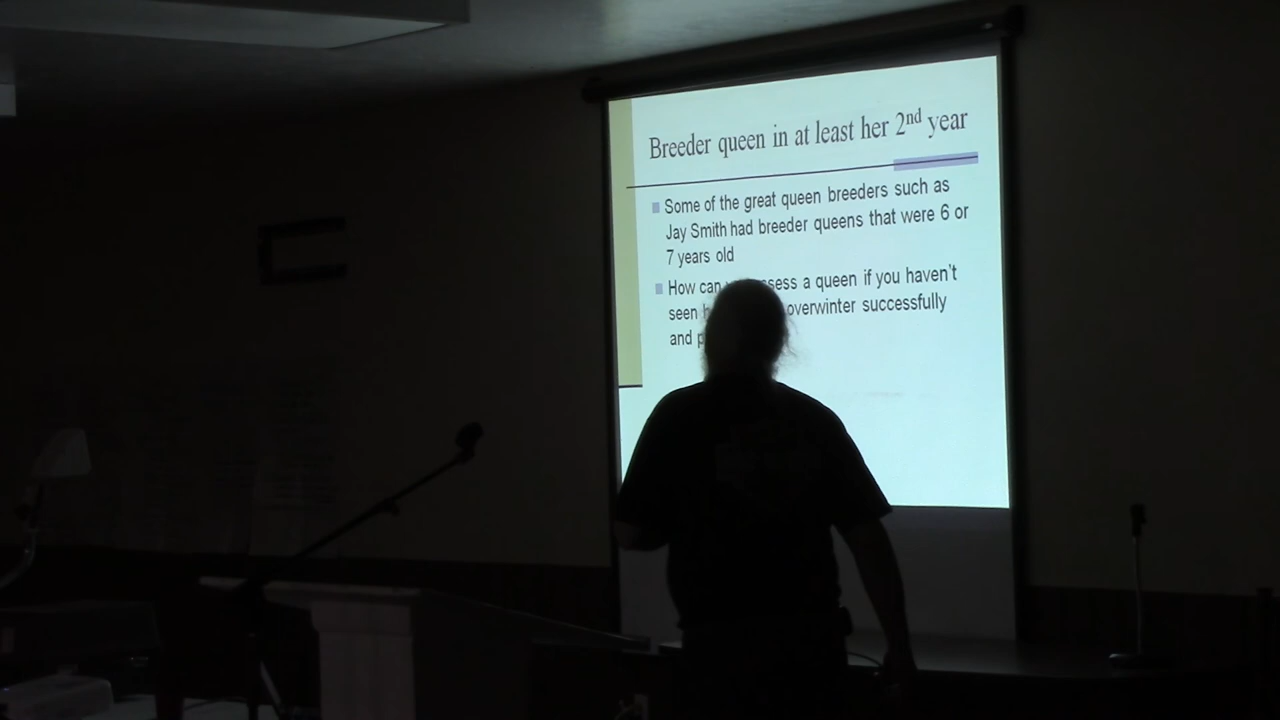 Breeder queen in at least her 2nd year
Some of the great queen breeders such as
Jay Smith had breeder queens that were 6 or
7 years old
How can a queen if you haven't
seen overwinter successfully
and